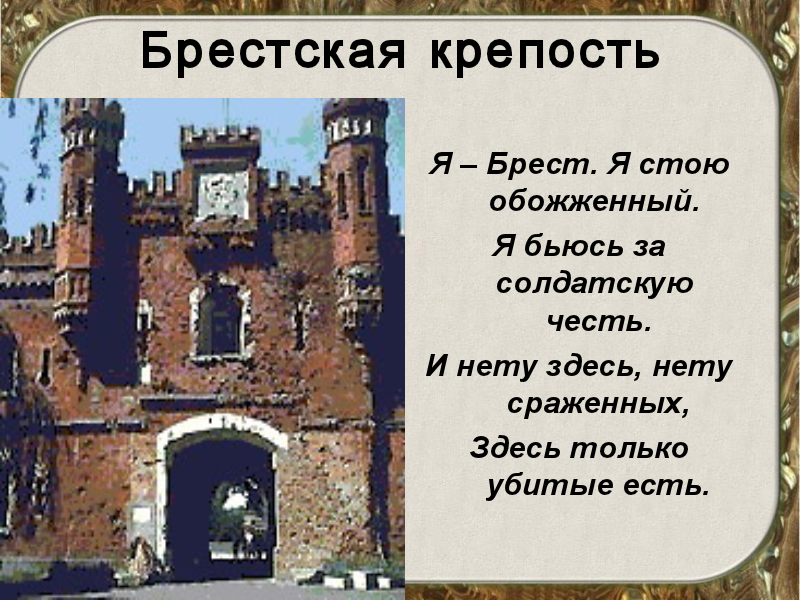 Брестская крепость
Я – Брест. Я стою
обожженный.
Я бьюсь за
солдатскую
честь.
И нету здесь, нету
сраженных,
Здесь только
убитые есть.